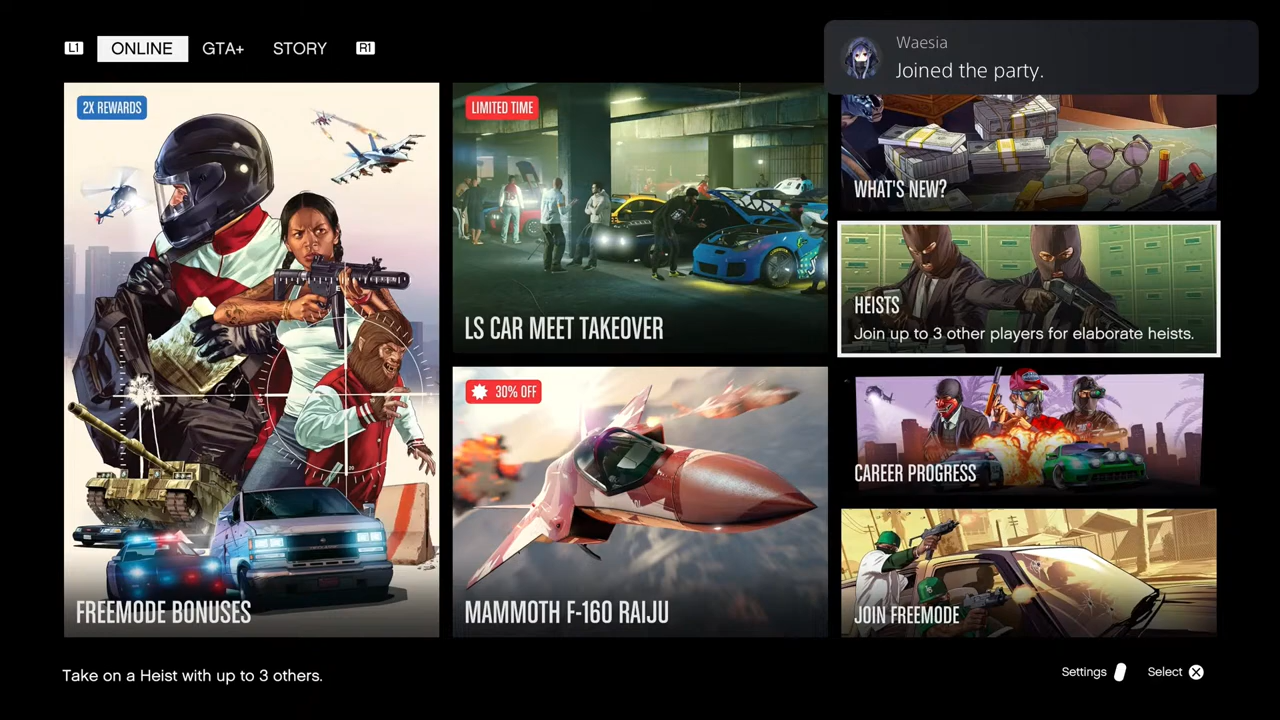 L1
ONLINE
GTA+
STORY
R1
Waesia
Joined the party.
2X REWARDS
FREEMODE BONUSES
LIMITED TIME
LS CAR MEET TAKEOVER
30% OFF
MAMMOTH F-160 RAIJU
WHAT'S NEW?
HEISTS
Join up to 3 other players for elaborate heists.
CAREER PROGRESS
JOIN FREEMODE
Take on a Heist with up to 3 others.
Settings
Select